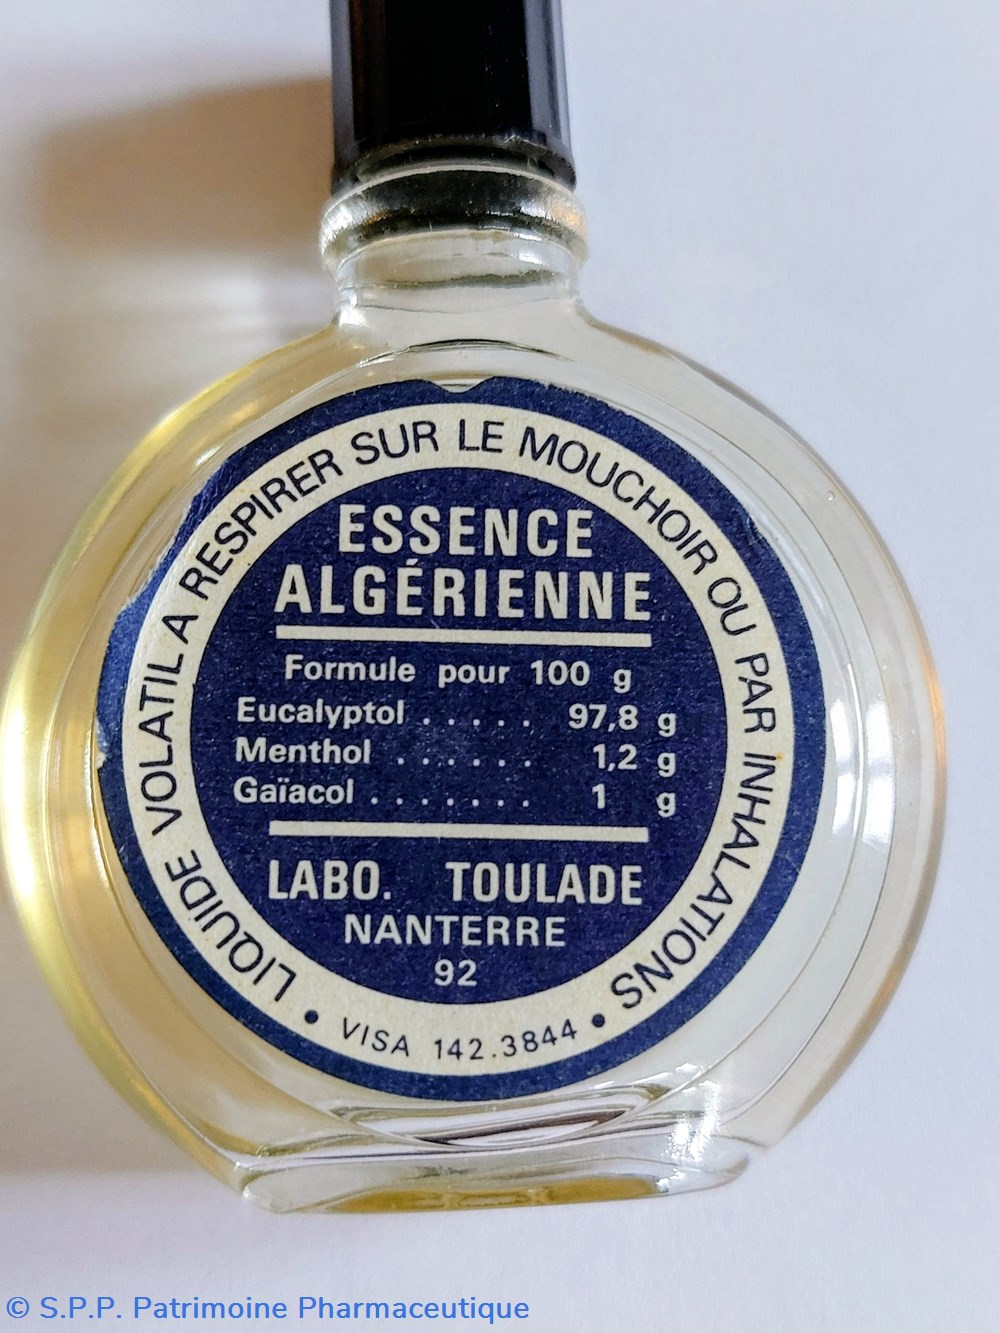 LIQUIDE VOLATIL A RESPIRER SUR LE MOUCHOIR OU PAR INHALATIONS
ESSENCE
ALGÉRIENNE
Formule pour 100 g
Eucalyptol ..... 97,8 g
Menthol ...... 1,2 g
Gaïacol ....... 1 g
LABO. TOULADE
NANTERRE
92
• VISA 142.3844 •
© S.P.P. Patrimoine Pharmaceutique